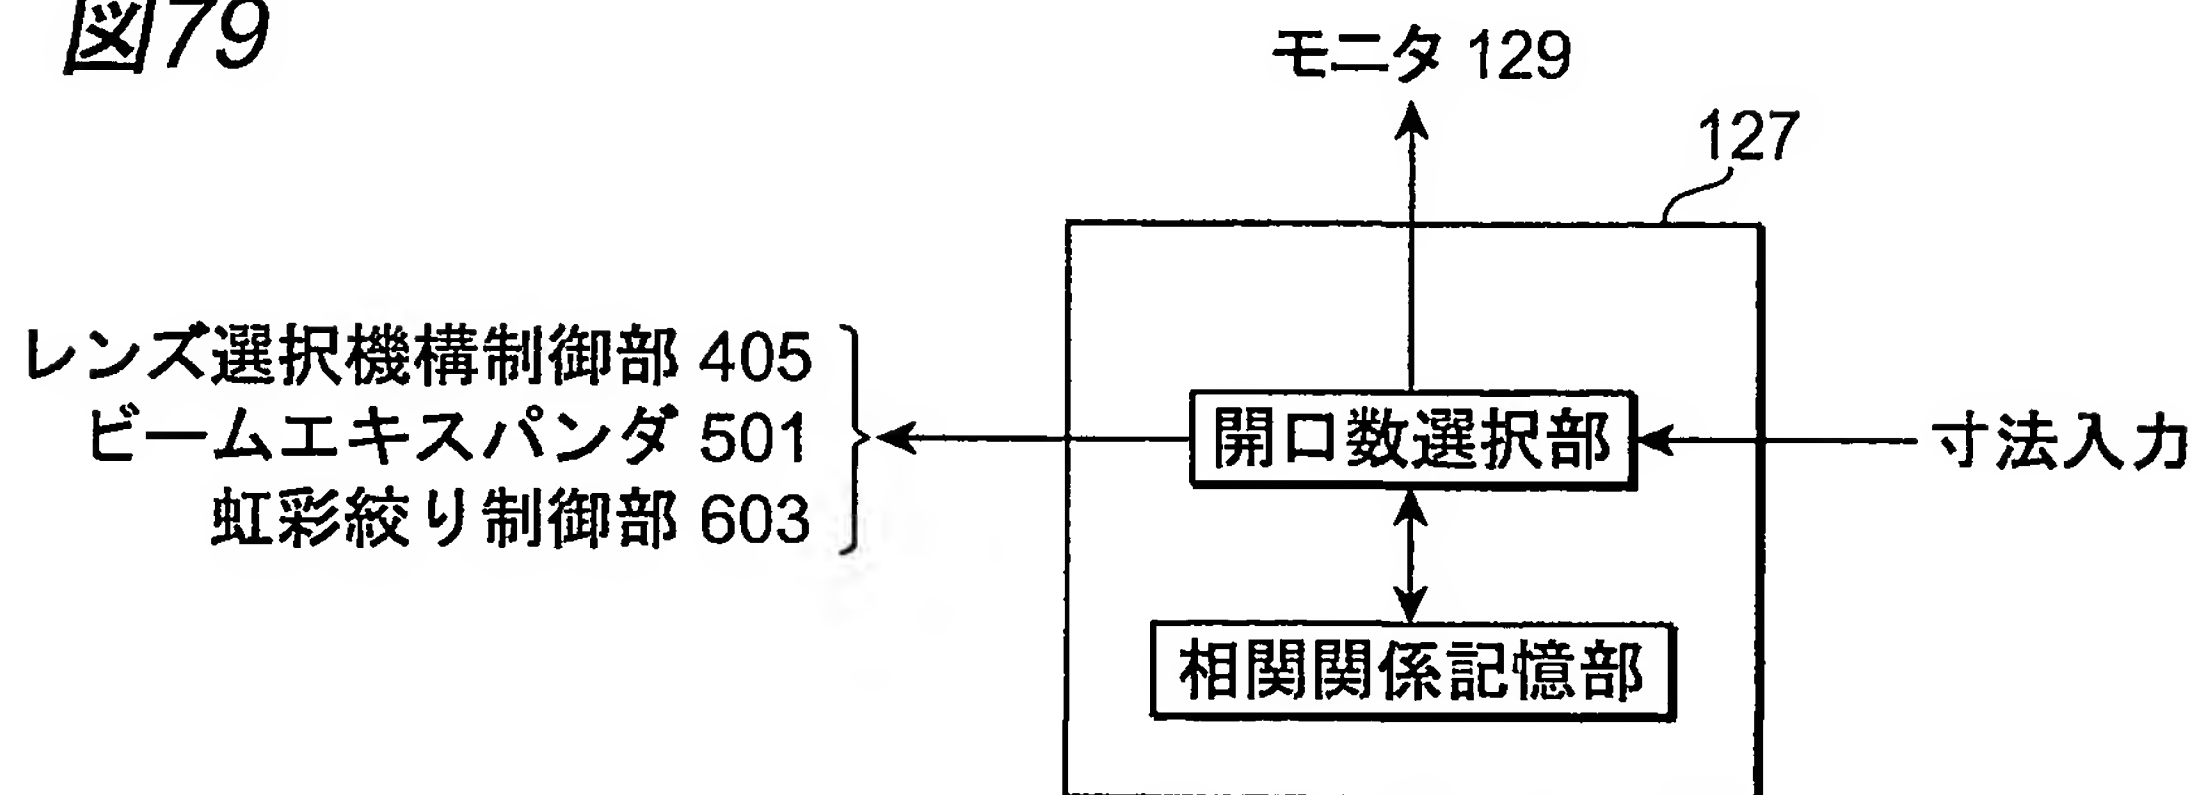 図79
モニタ 129
127
レンズ選択機構制御部 405
ビームエキスパンダ 501
虹彩絞り制御部 603
開口数選択部
寸法入力
相関関係記憶部